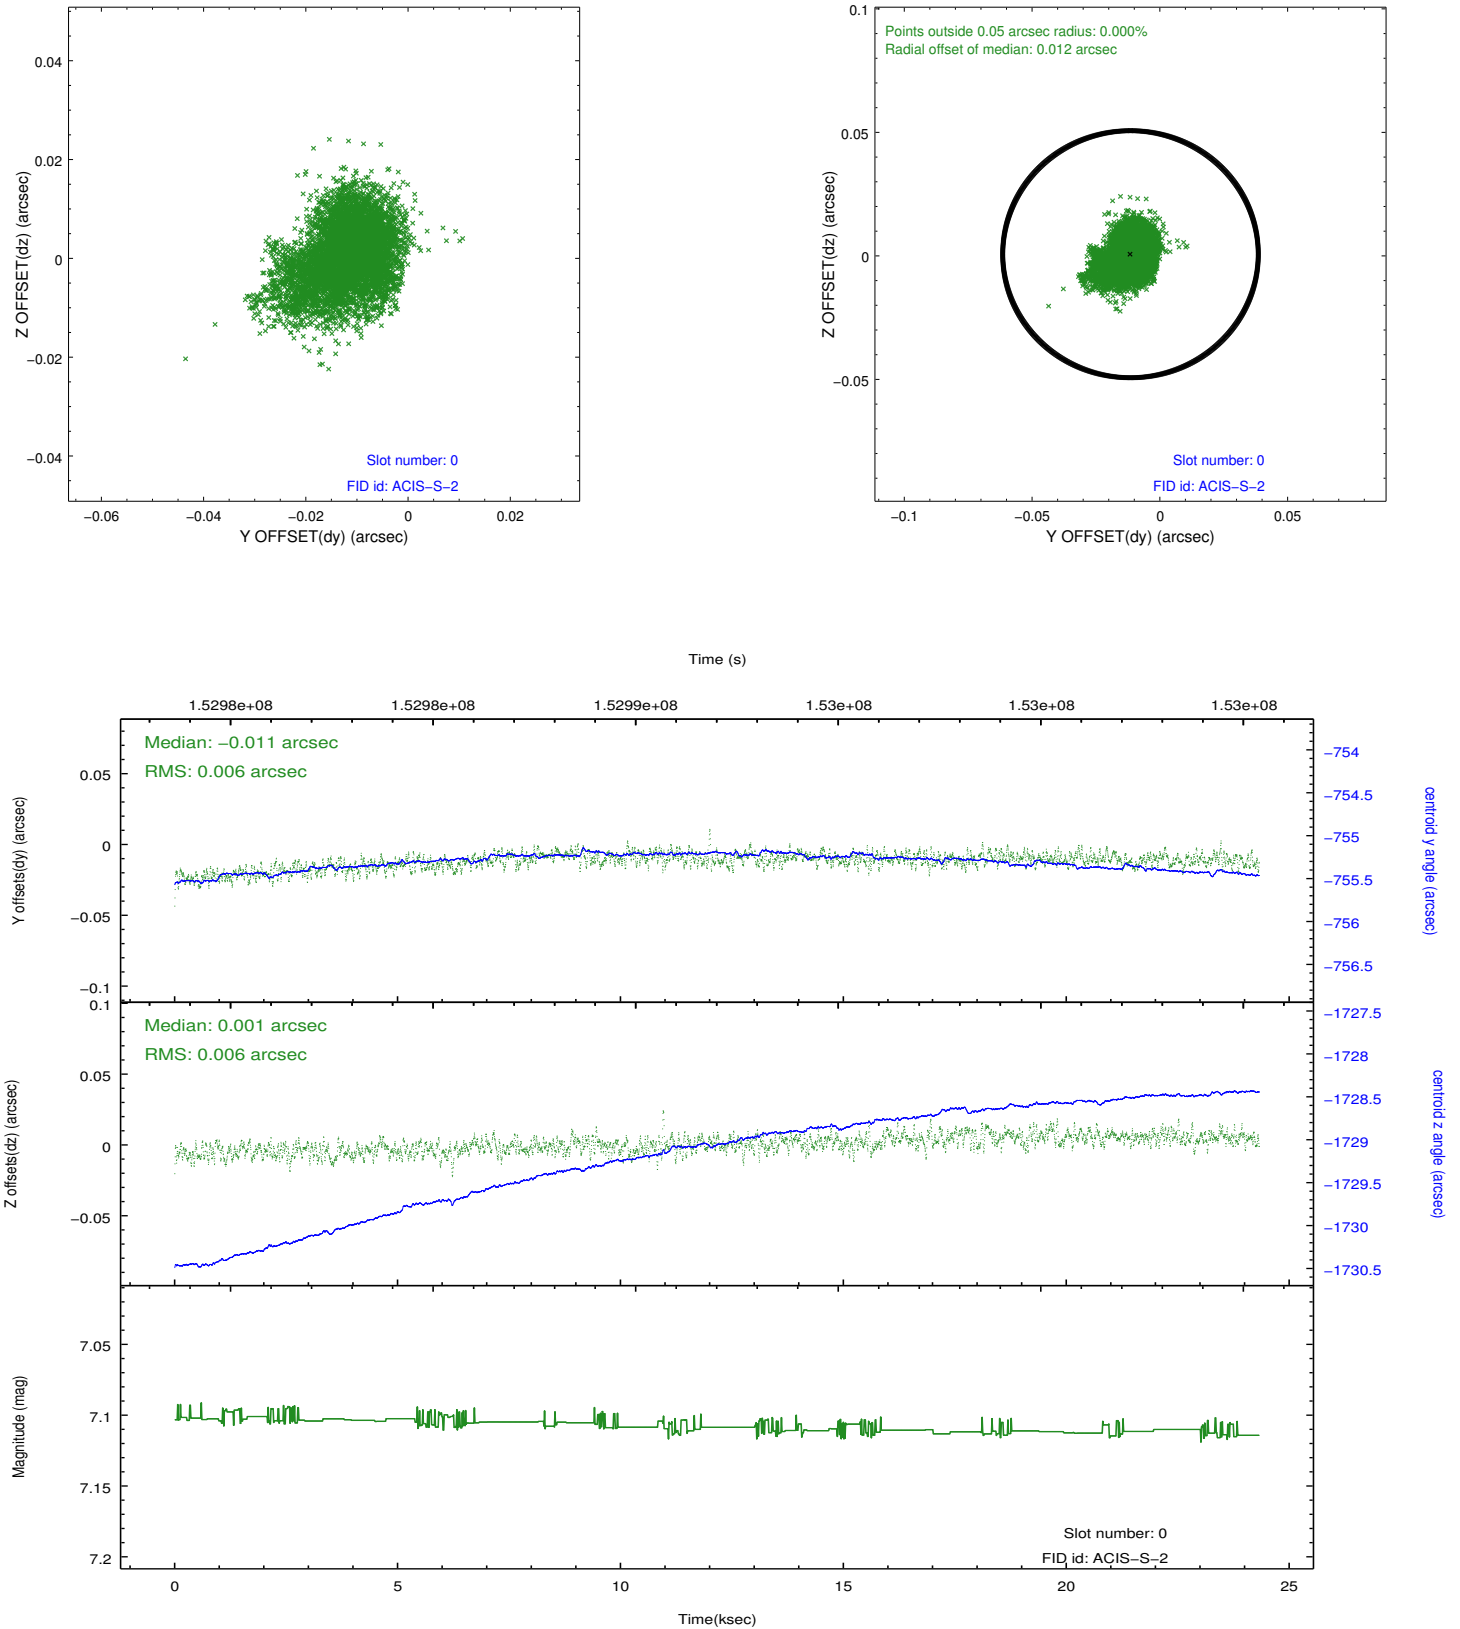 0.04
0.02
0
−0.02
−0.04
Z OFFSET(dz) (arcsec)
Slot number: 0
FID id: ACIS−S−2
−0.06
−0.04
−0.02
0
0.02
Y OFFSET(dy) (arcsec)
0.1
0.05
0
−0.05
Z OFFSET(dz) (arcsec)
Points outside 0.05 arcsec radius: 0.000%
Radial offset of median: 0.012 arcsec
Slot number: 0
FID id: ACIS−S−2
−0.1
−0.05
0
0.05
Y OFFSET(dy) (arcsec)
Time (s)
1.5298e+08
1.5298e+08
1.5299e+08
1.53e+08
1.53e+08
1.53e+08
Median: −0.011 arcsec
RMS: 0.006 arcsec
0.05
0
−0.05
−0.1
Y offsets(dy) (arcsec)
−754
−754.5
−755
−755.5
−756
−756.5
centroid y angle (arcsec)
Median: 0.001 arcsec
RMS: 0.006 arcsec
0.1
0.05
0
−0.05
Z offsets(dz) (arcsec)
−1727.5
−1728
−1728.5
−1729
−1729.5
−1730
−1730.5
centroid z angle (arcsec)
7.05
7.1
7.15
7.2
Magnitude (mag)
Slot number: 0
FID id: ACIS−S−2
0
5
10
15
20
25
Time(ksec)